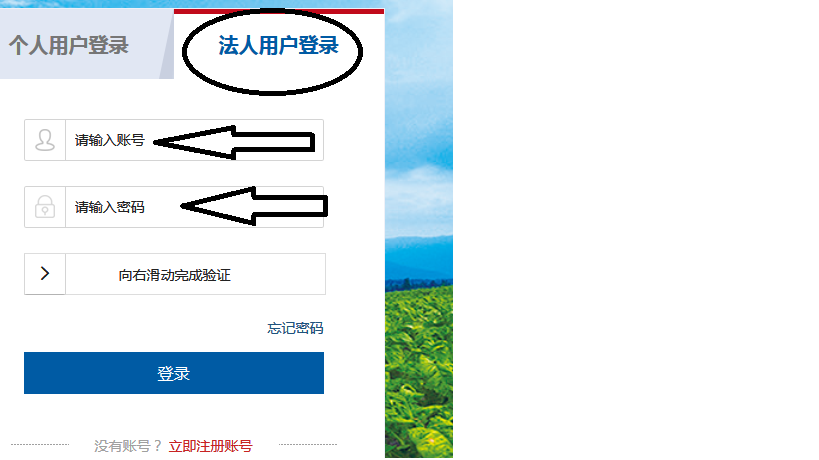 个人用户登录
法人用户登录
请输入账号
请输入密码
向右滑动完成验证
忘记密码
登录
没有账号？立即注册账号